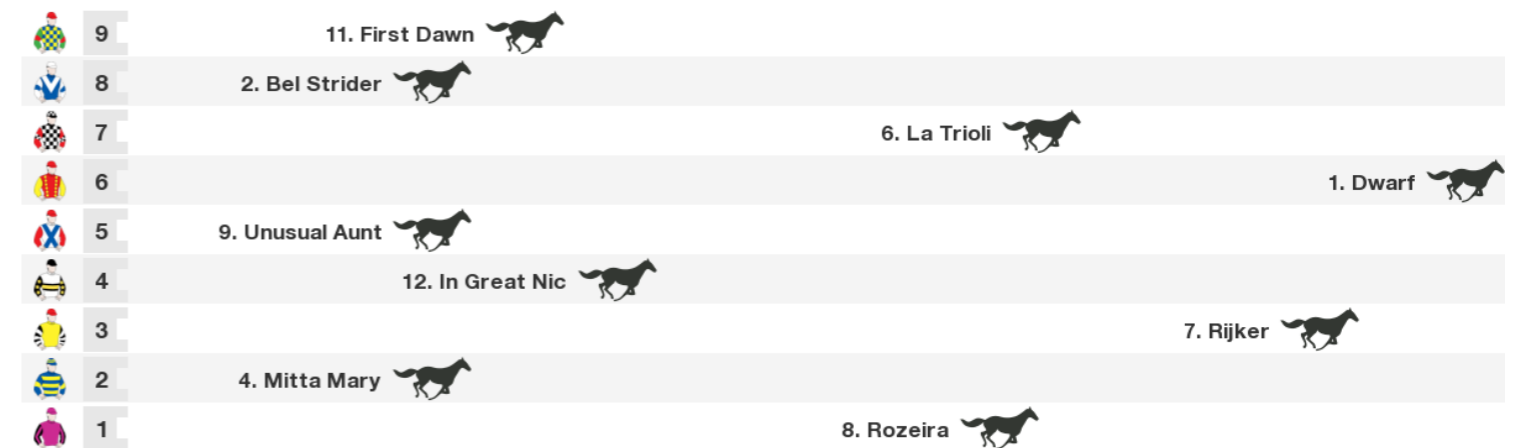 9 11. First Dawn
8 2. Bel Strider
7 6. La Trioli
6 1. Dwarf
5 9. Unusual Aunt
4 12. In Great Nic
3 7. Rijker
2 4. Mitta Mary
1 8. Rozeira